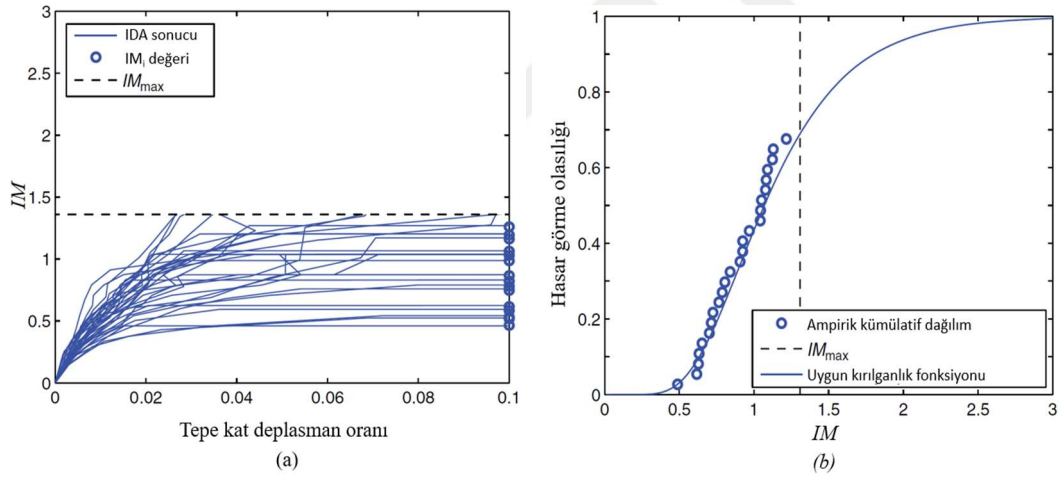 3
2.5
2
1.5
1
0.5
0
IM
IDA sonucu
IMi değeri
IMmax
0 0.02 0.04 0.06 0.08 0.1
Tepe kat deplasman oranı
(a)
1
0.8
0.6
0.4
0.2
0
Hasar görme olasılığı
Ampirik kümülatif dağılım
IMmax
Uygun kırılganlık fonksiyonu
0 0.5 1 1.5 2 2.5 3
IM
(b)